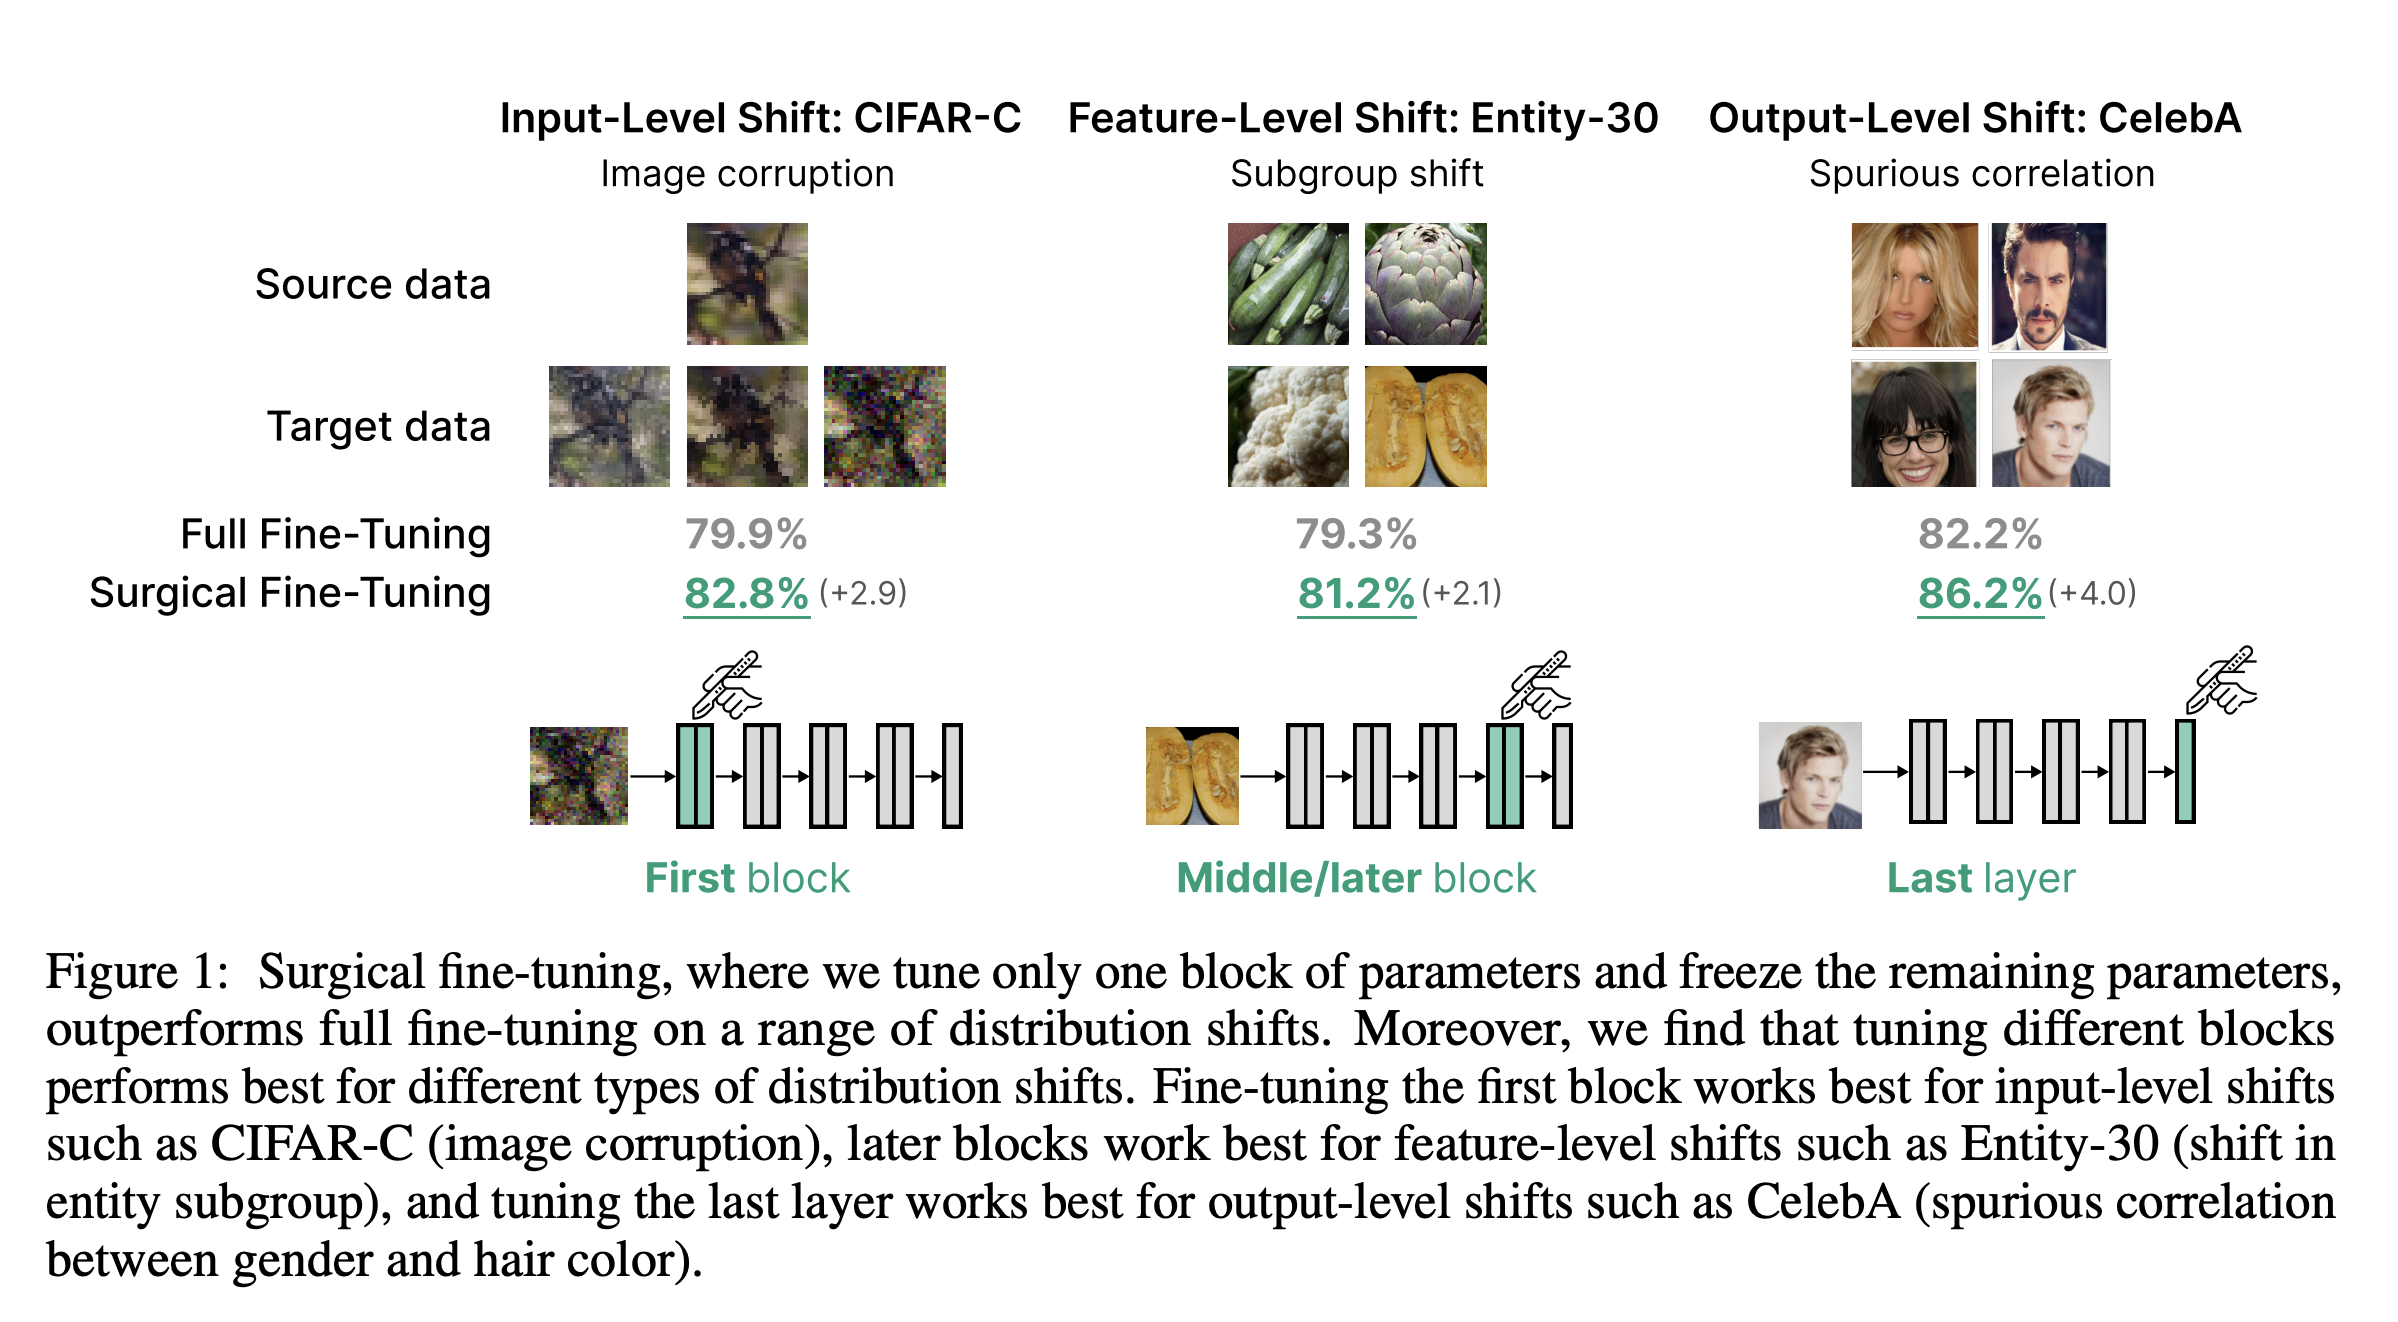 Input-Level Shift: CIFAR-C
Image corruption
Feature-Level Shift: Entity-30
Subgroup shift
Output-Level Shift: CelebA
Spurious correlation
Source data
Target data
Full Fine-Tuning 79.9% 79.3% 82.2%
Surgical Fine-Tuning 82.8% (+2.9) 81.2% (+2.1) 86.2% (+4.0)
First block
Middle/later block
Last layer
Figure 1: Surgical fine-tuning, where we tune only one block of parameters and freeze the remaining parameters,
outperforms full fine-tuning on a range of distribution shifts. Moreover, we find that tuning different blocks
performs best for different types of distribution shifts. Fine-tuning the first block works best for input-level shifts
such as CIFAR-C (image corruption), later blocks work best for feature-level shifts such as Entity-30 (shift in
entity subgroup), and tuning the last layer works best for output-level shifts such as CelebA (spurious correlation
between gender and hair color).